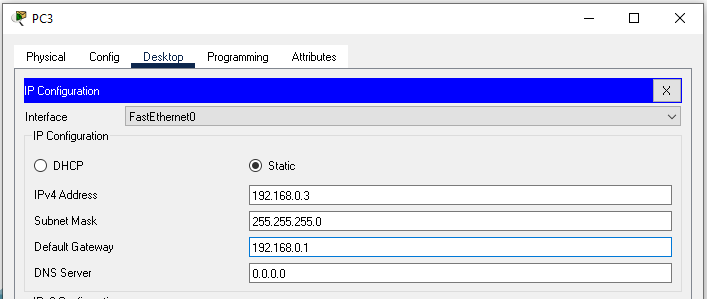 PC3
Physical Config Desktop Programming Attributes
IP Configuration X
Interface FastEthernet0
IP Configuration
DHCP Static
IPv4 Address 192.168.0.3
Subnet Mask 255.255.255.0
Default Gateway 192.168.0.1
DNS Server 0.0.0.0